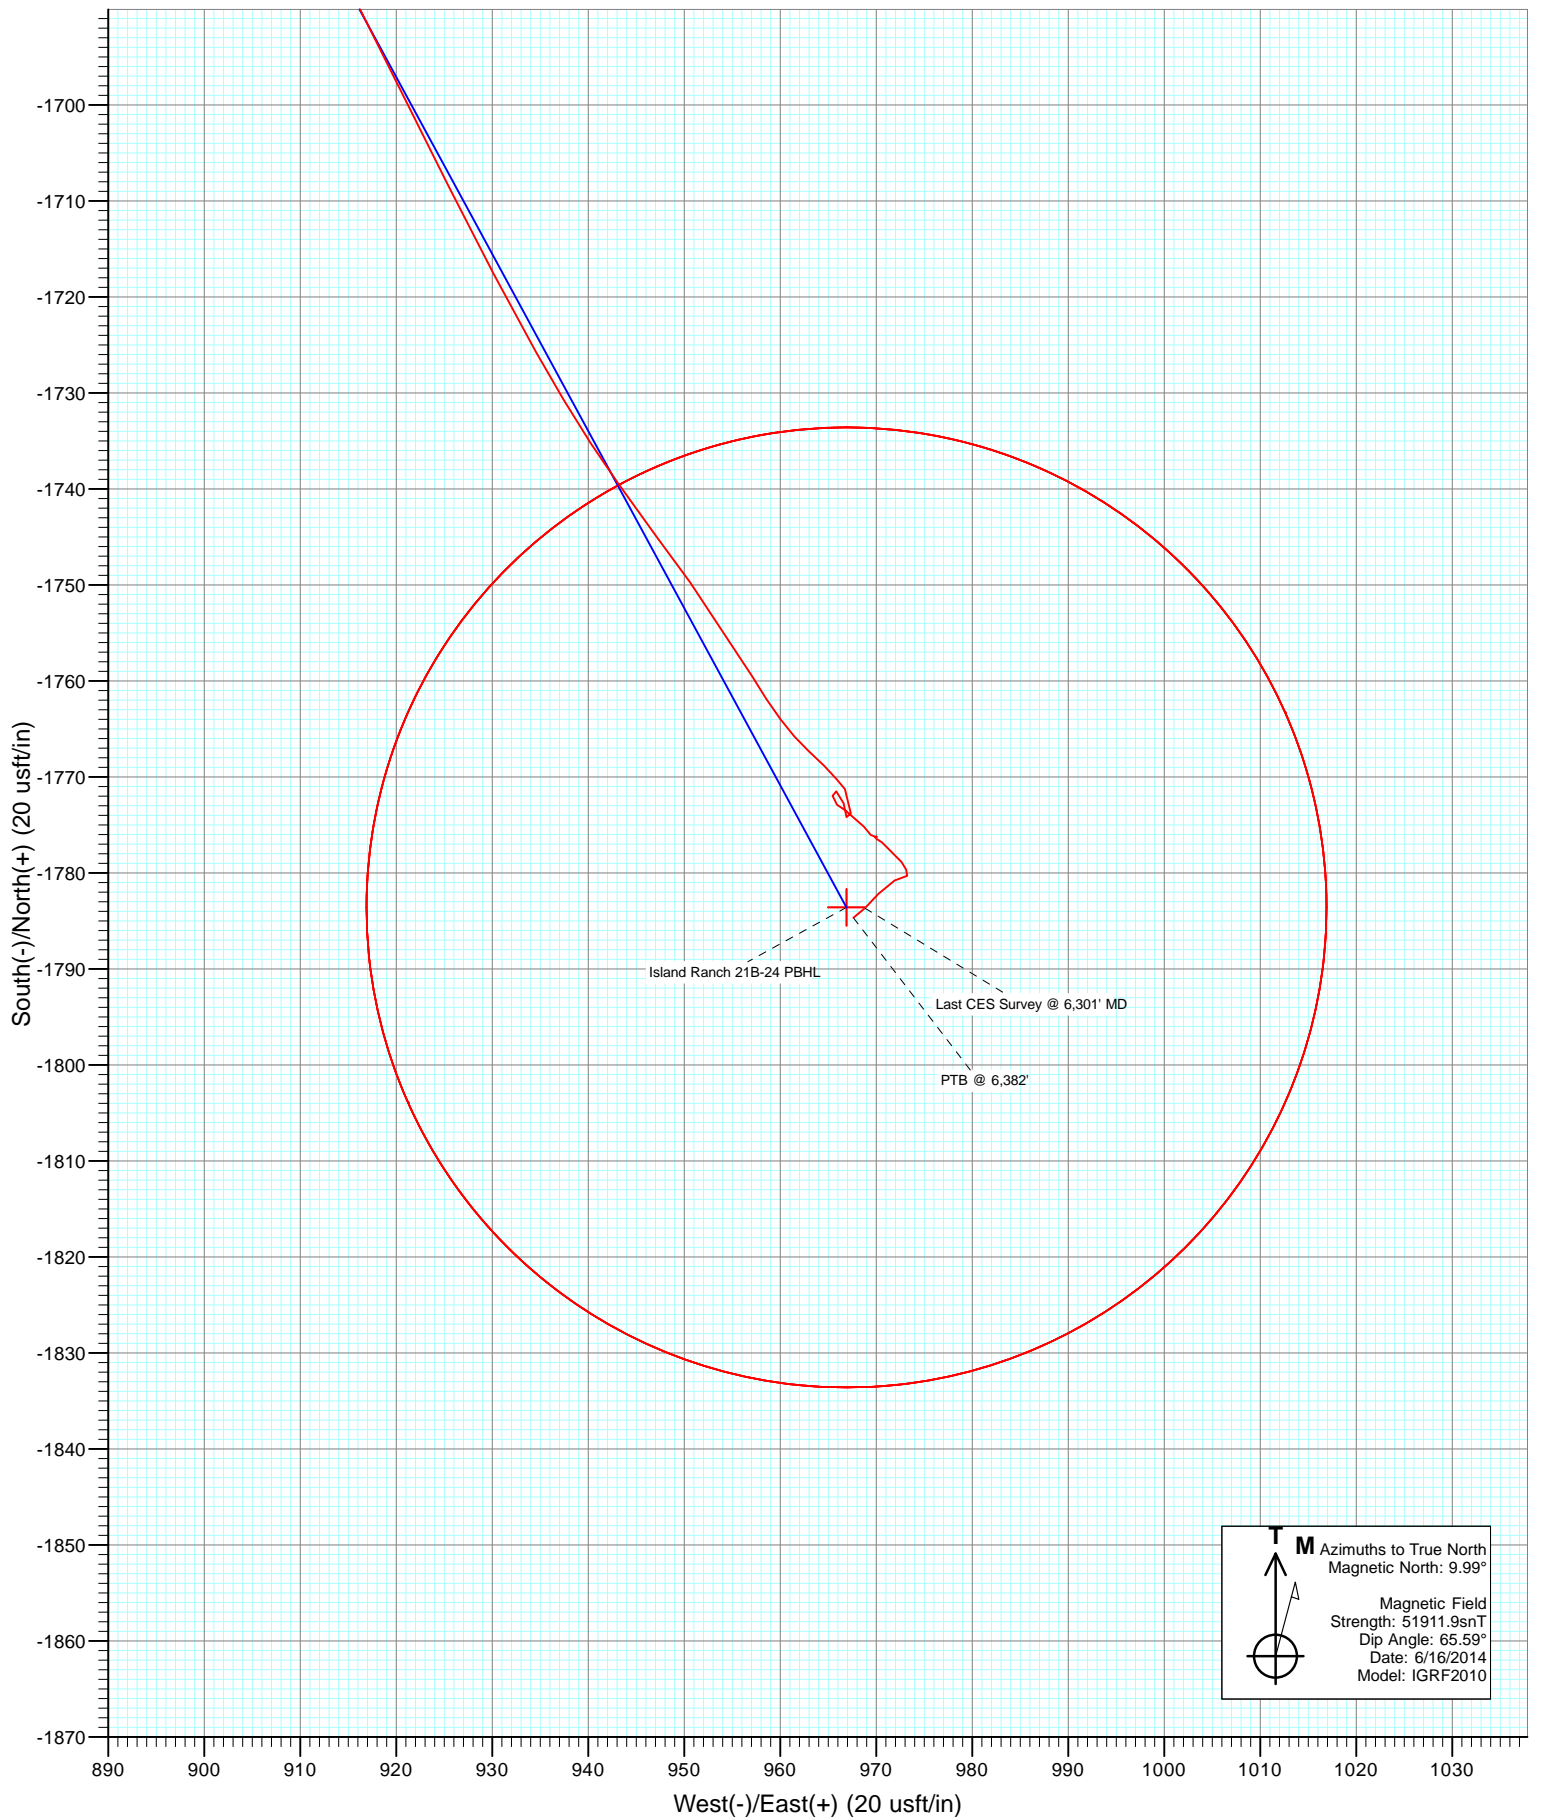 -1700
-1710
-1720
-1730
-1740
-1750
-1760
-1770
-1780
-1790
-1800
-1810
-1820
-1830
-1840
-1850
-1860
-1870
South(-)/North(+) (20 usft/in)
Island Ranch 21B-24 PBHL
Last CES Survey @ 6,301' MD
PTB @ 6,382'
T
M
Azimuths to True North
Magnetic North: 9.99°
Magnetic Field
Strength: 51911.9snT
Dip Angle: 65.59°
Date: 6/16/2014
Model: IGRF2010
890 900 910 920 930 940 950 960 970 980 990 1000 1010 1020 1030
West(-)/East(+) (20 usft/in)